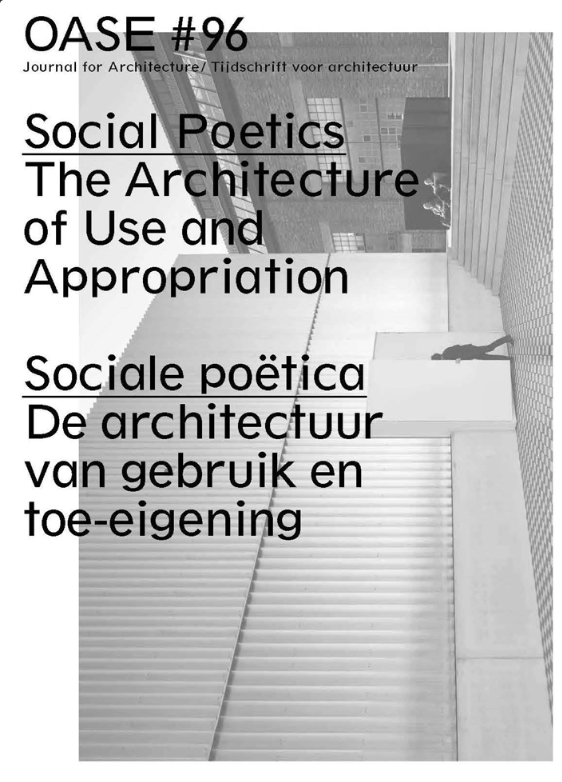 OASE #96
Journal for Architecture/ Tijdschrift voor architectuur
Social Poetics
The Architecture
of Use and
Appropriation
Sociale poëtica
De architectuur
van gebruik en
toe-eigening